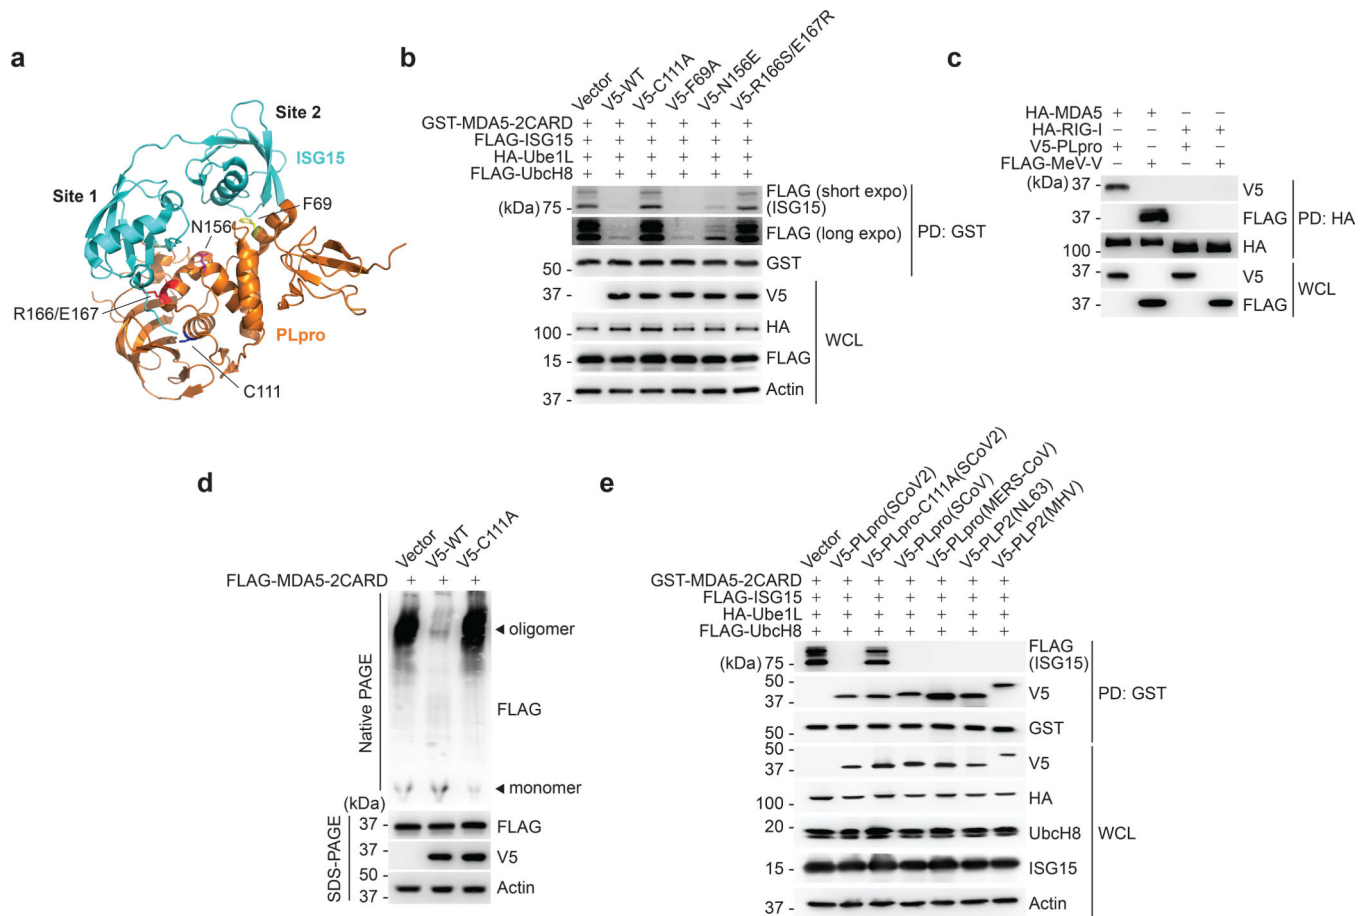 a
Site 2
ISG15
Site 1
F69
N156
R166/E167
PLpro
C111
b
Vector
V5-WT
V5-C111A
V5-F69A
V5-N156E
V5-R166S/E167R
GST-MDA5-2CARD + + + + + +
FLAG-ISG15 + + + + + +
HA-Ube1L + + + + + +
FLAG-UbcH8 + + + + + +
FLAG (short expo)
(kDa) 75 - (ISG15)
FLAG (long expo)
PD: GST
50 - GST
37 - V5
100 - HA
WCL
15 - FLAG
Actin
37 -
c
HA-MDA5 + + – –
HA-RIG-I – – + +
V5-PLpro + – + –
FLAG-MeV-V – + – +
(kDa) 37 - V5
37 - FLAG
PD: HA
100 - HA
37 - V5
WCL
37 - FLAG
d
Vector
V5-WT
V5-C111A
FLAG-MDA5-2CARD + + +
oligomer
Native PAGE
FLAG
monomer
(kDa)
37 - FLAG
SDS-PAGE
37 - V5
50 -
37 - Actin
e
Vector
V5-PLpro(SCoV2)
V5-PLpro-C111A(SCoV2)
V5-PLpro(SCoV)
V5-PLpro(MERS-CoV)
V5-PLP2(NL63)
V5-PLP2(MHV)
GST-MDA5-2CARD + + + + + + +
FLAG-ISG15 + + + + + + +
HA-Ube1L + + + + + + +
FLAG-UbcH8 + + + + + + +
FLAG
(kDa) 75 - (ISG15)
50 -
37 - V5
PD: GST
50 - GST
50 -
37 - V5
100 - HA
20 - UbcH8
WCL
15 - ISG15
37 - Actin